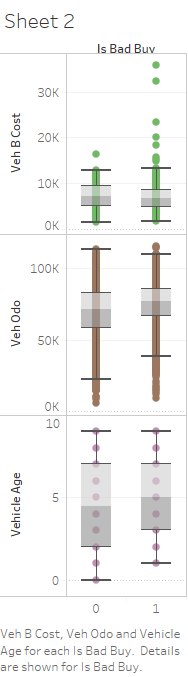 Sheet 2
Is Bad Buy
Veh B Cost
30K
20K
10K
0K
Veh Odo
100K
50K
0K
Vehicle Age
10
5
0
0 1
Veh B Cost, Veh Odo and Vehicle
Age for each Is Bad Buy. Details
are shown for Is Bad Buy.